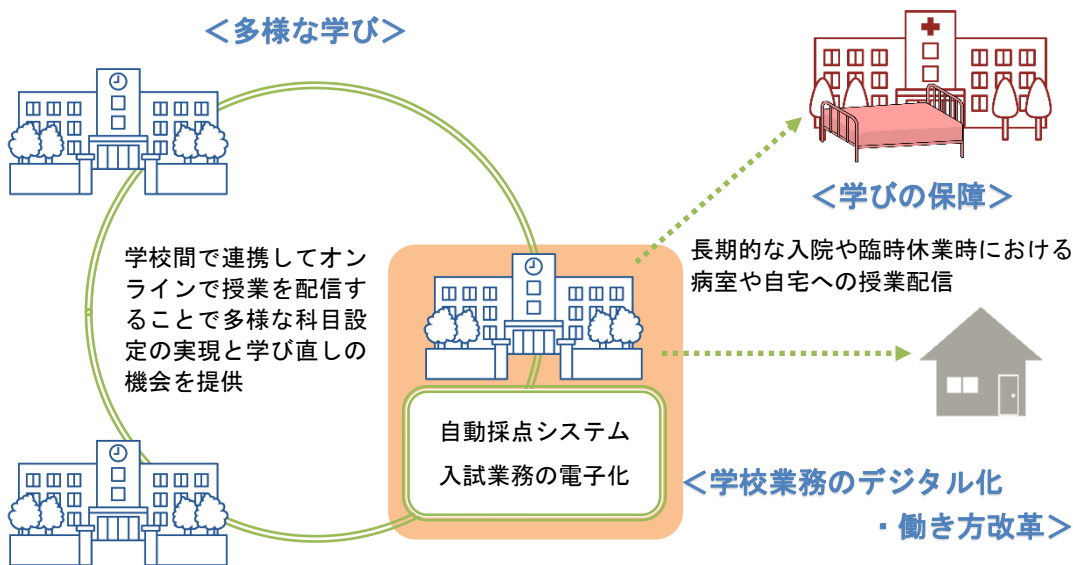 ＜多様な学び＞
学校間で連携してオン
ラインで授業を配信す
ることで多様な科目設
定の実現と学び直しの
機会を提供
＜学びの保障＞
長期的な入院や臨時休業時における
病室や自宅への授業配信
自動採点システム
入試業務の電子化
＜学校業務のデジタル化
・働き方改革＞